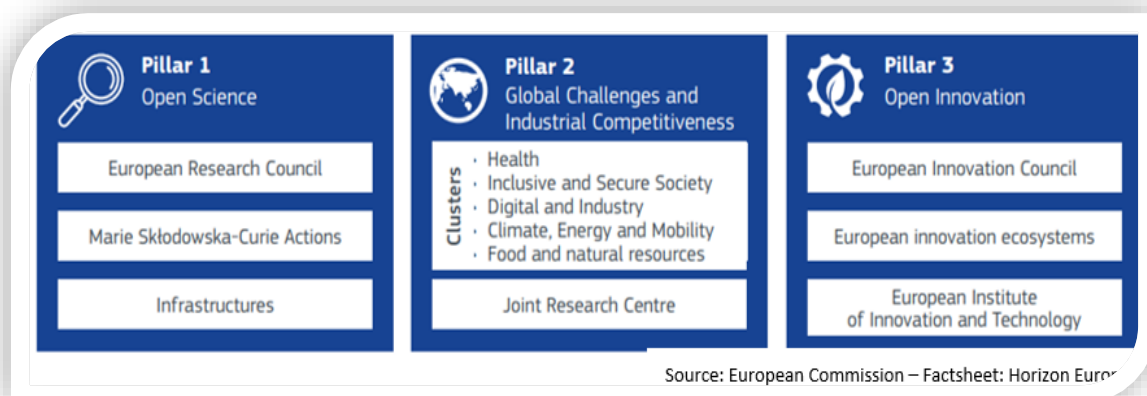 Pillar 1
Open Science
European Research Council
Marie Skłodowska-Curie Actions
Infrastructures
Pillar 2
Global Challenges and
Industrial Competitiveness
Clusters
· Health
· Inclusive and Secure Society
· Digital and Industry
· Climate, Energy and Mobility
· Food and natural resources
Joint Research Centre
Pillar 3
Open Innovation
European Innovation Council
European innovation ecosystems
European Institute
of Innovation and Technology
Source: European Commission – Factsheet: Horizon